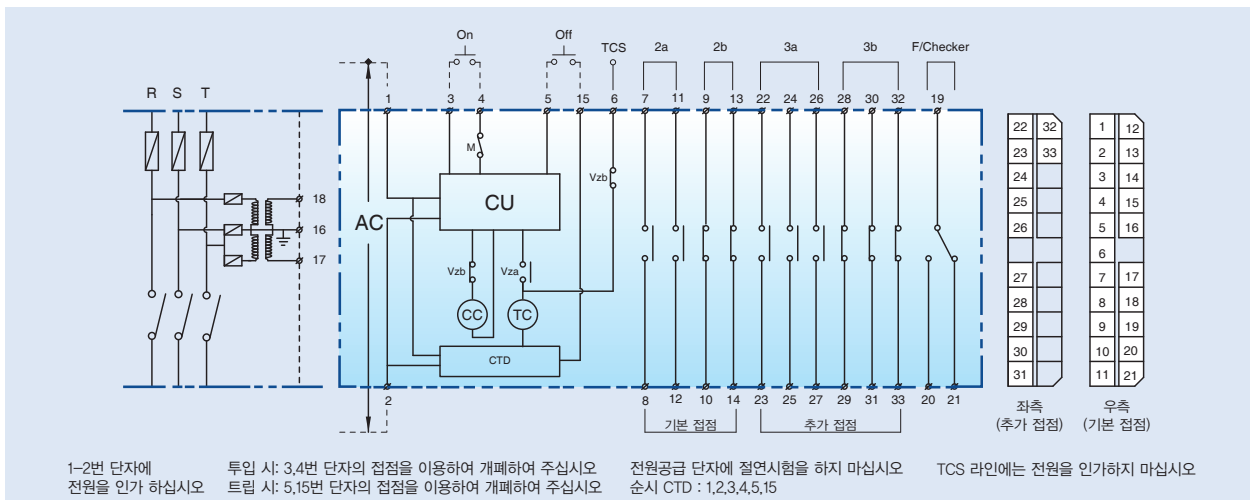 On Off TCS 2a 2b 3a 3b F/Checker
R S T
1 3 4 5 15 6 7 11 9 13 22 24 26 28 30 32 19
M
Vzb
CU
AC
18
16
17
Vzb Vza
CC TC
CTD
2 8 12 10 14 23 25 27 29 31 33 20 21
기본 접점 추가 접점
22 32
23 33
24
25
26
27
28
29
30
31
좌측
(추가 접점)
1 12
2 13
3 14
4 15
5 16
6
7 17
8 18
9 19
10 20
11 21
우측
(기본 접점)
1-2번 단자에
전원을 인가 하십시오
투입 시: 3,4번 단자의 접점을 이용하여 개폐하여 주십시오
트립 시: 5,15번 단자의 접점을 이용하여 개폐하여 주십시오
전원공급 단자에 절연시험을 하지 마십시오
순시 CTD : 1,2,3,4,5,15
TCS 라인에는 전원을 인가하지 마십시오